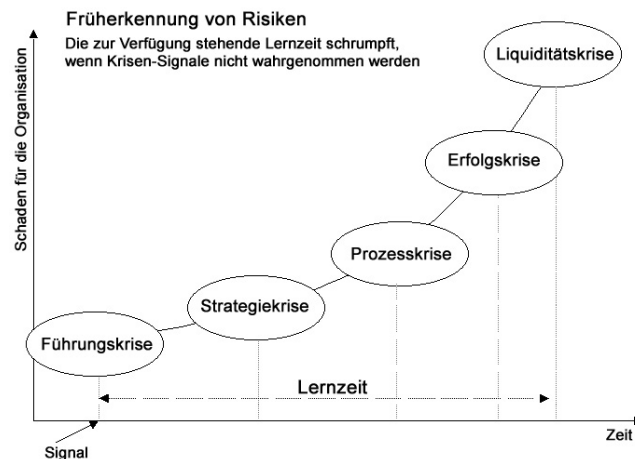 Früherkennung von Risiken
Die zur Verfügung stehende Lernzeit schrumpft,
wenn Krisen-Signale nicht wahrgenommen werden
Schaden für die Organisation
Liquiditätskrise
Erfolgskrise
Prozesskrise
Strategiekrise
Führungskrise
Lernzeit
Zeit
Signal